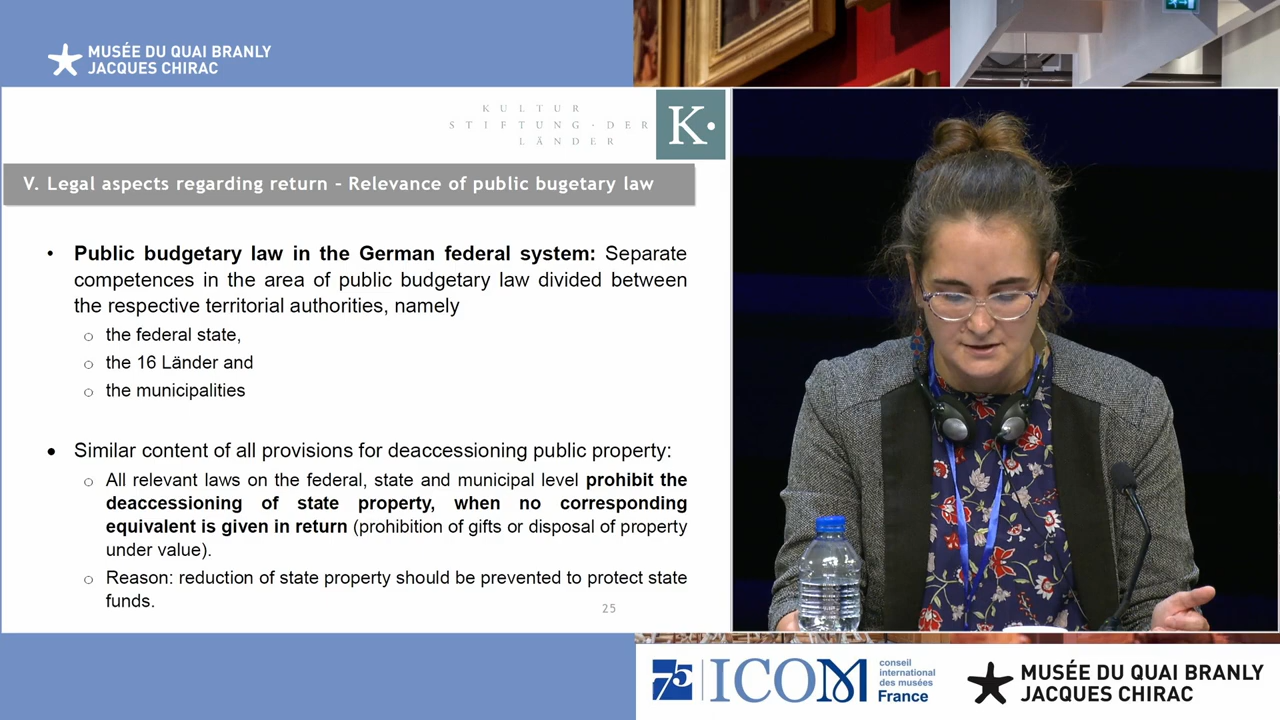 MUSÉE DU QUAI BRANLY
JACQUES CHIRAC
KULTUR
STIFTUNG·DER
LÄNDER
K·
V. Legal aspects regarding return – Relevance of public bugetary law
• Public budgetary law in the German federal system: Separate
competences in the area of public budgetary law divided between
the respective territorial authorities, namely
○ the federal state,
○ the 16 Länder and
○ the municipalities
• Similar content of all provisions for deaccessioning public property:
○ All relevant laws on the federal, state and municipal level prohibit the
deaccessioning of state property, when no corresponding
equivalent is given in return (prohibition of gifts or disposal of property
under value).
○ Reason: reduction of state property should be prevented to protect state
funds.
25
75
ICOM
conseil
international
des musées
France
MUSÉE DU QUAI BRANLY
JACQUES CHIRAC